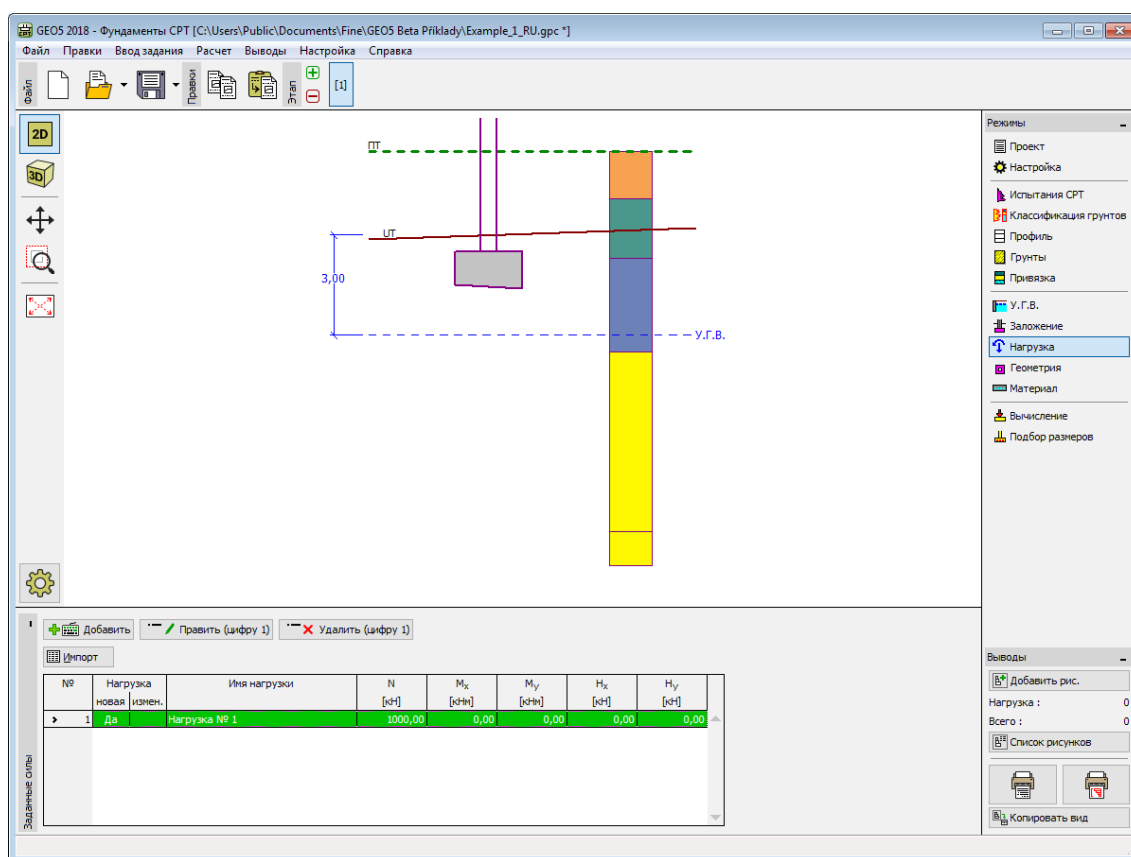 GEO5 2018 - Фундаменты CPT [C:\Users\Public\Documents\Fine\GEO5 Beta Příklady\Example_1_RU.gpc *]
Файл Правки Ввод задания Расчет Выводы Настройка Справка
Файл
Правки
Этап
[1]
2D
3D
ПТ
UT
3,00
У.Г.В.
Режимы
Проект
Настройка
Испытания CPT
Классификация грунтов
Профиль
Грунты
Привязка
У.Г.В.
Заложение
Нагрузка
Геометрия
Материал
Вычисление
Подбор размеров
Заданные силы
Добавить Править (цифру 1) Удалить (цифру 1)
Импорт
№ Нагрузка Имя нагрузки N Mx My Hx Hy
новая измен. [кН] [кНм] [кНм] [кН] [кН]
1 Да Нагрузка № 1 1000,00 0,00 0,00 0,00 0,00
Выводы
Добавить рис.
Нагрузка : 0
Всего : 0
Список рисунков
Копировать вид